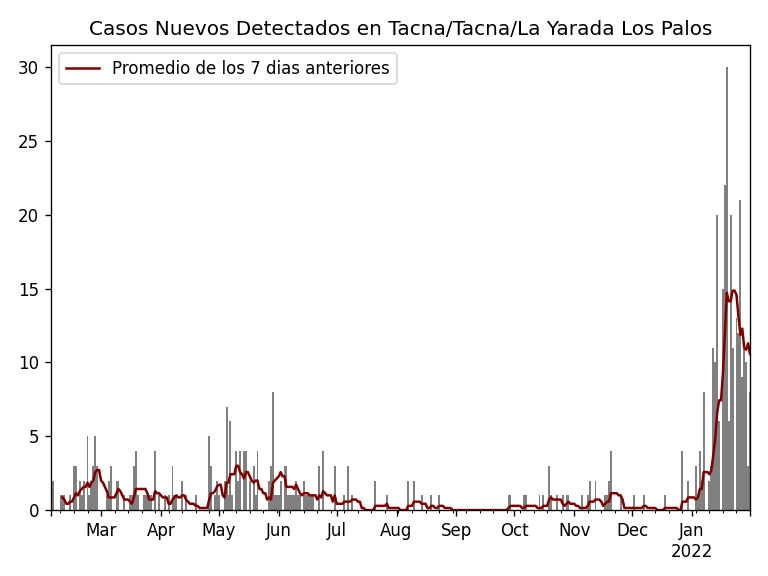 Casos Nuevos Detectados en Tacna/Tacna/La Yarada Los Palos
Promedio de los 7 dias anteriores
30
25
20
15
10
5
0
Mar Apr May Jun Jul Aug Sep Oct Nov Dec Jan
2022